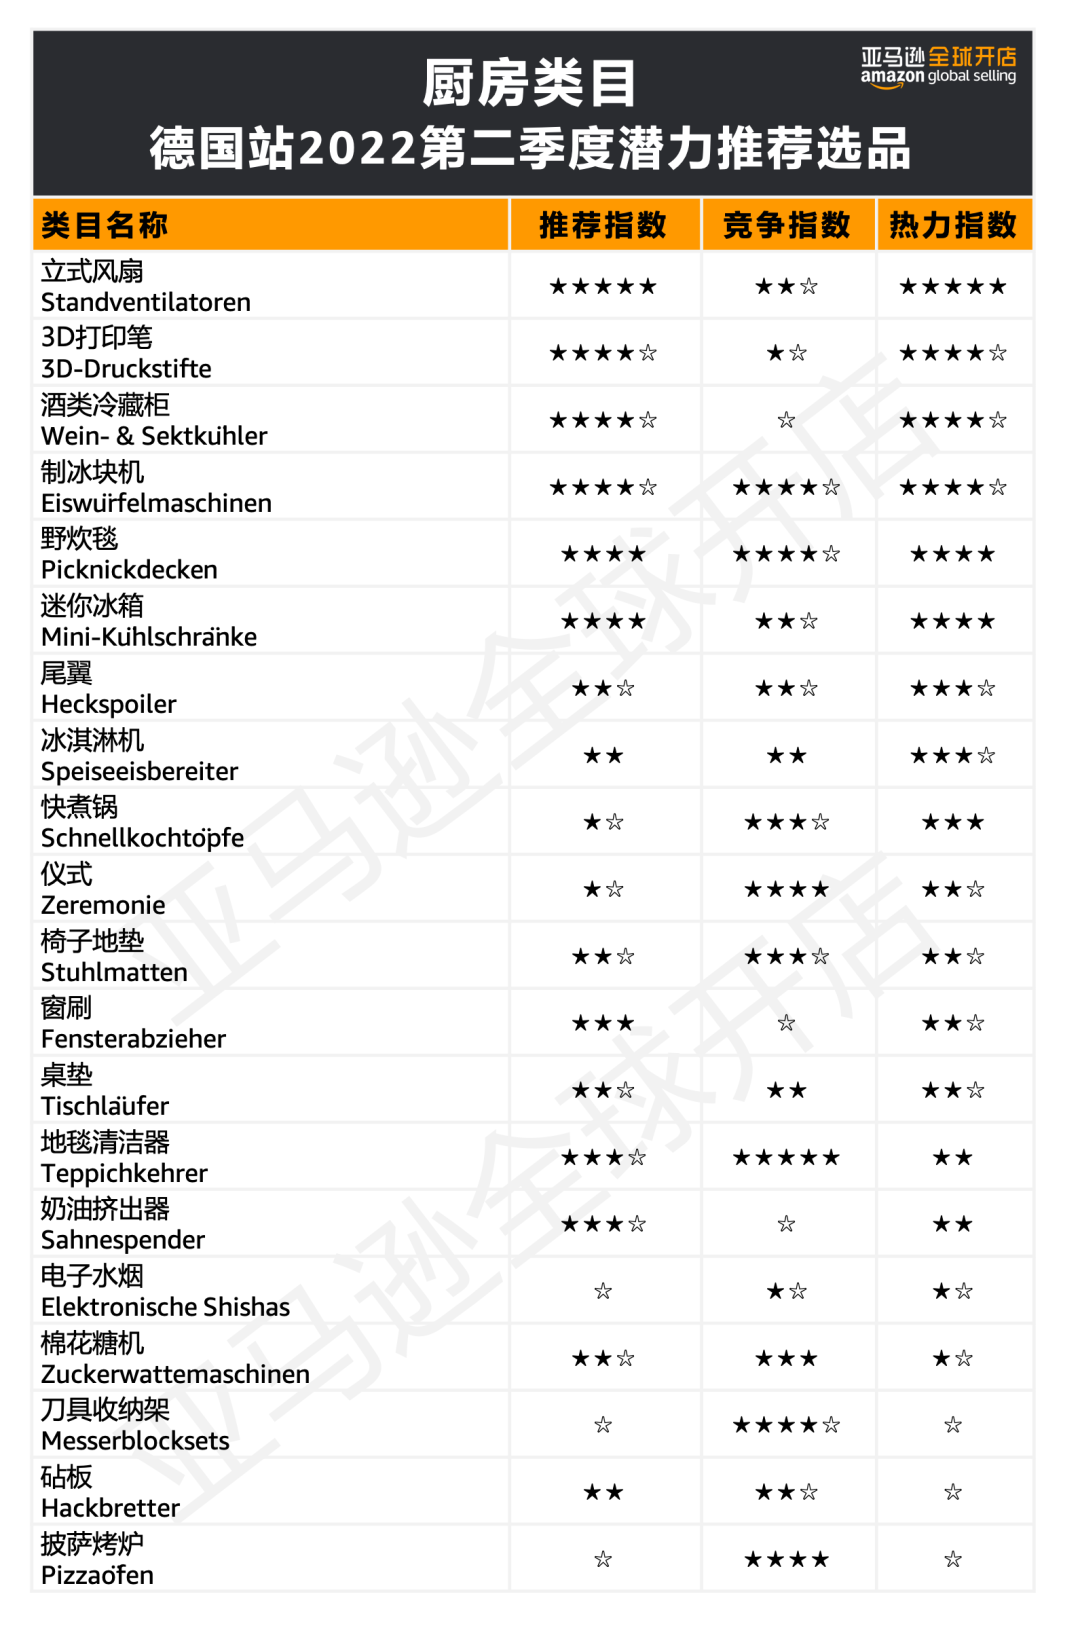 亚马逊全球开店
amazon global selling
厨房类目
德国站2022第二季度潜力推荐选品
类目名称 推荐指数 竞争指数 热力指数
立式风扇
Standventilatoren ★★★★★ ★★☆ ★★★★★
3D打印笔
3D-Druckstifte ★★★★☆ ★☆ ★★★★☆
酒类冷藏柜
Wein- & Sektkühler ★★★★☆ ☆ ★★★★☆
制冰块机
Eiswürfelmaschinen ★★★★☆ ★★★★☆ ★★★★☆
野炊毯
Picknickdecken ★★★★ ★★★★☆ ★★★★
迷你冰箱
Mini-Kühlschränke ★★★★ ★★☆ ★★★★
尾翼
Heckspoiler ★★☆ ★★☆ ★★★☆
冰淇淋机
Speiseeisbereiter ★★ ★★ ★★★☆
快煮锅
Schnellkochtöpfe ★☆ ★★★☆ ★★★
仪式
Zeremonie ★☆ ★★★★ ★★☆
椅子地垫
Stuhlmatten ★★☆ ★★★☆ ★★☆
窗刷
Fensterabzieher ★★★ ☆ ★★☆
桌垫
Tischläufer ★★☆ ★★ ★★☆
地毯清洁器
Teppichkehrer ★★★☆ ★★★★★ ★★
奶油挤出器
Sahnespender ★★★☆ ☆ ★★
电子水烟
Elektronische Shishas ☆ ★☆ ★☆
棉花糖机
Zuckerwattemaschinen ★★☆ ★★★ ★☆
刀具收纳架
Messerblocksets ☆ ★★★★☆ ☆
砧板
Hackbretter ★★ ★★☆ ☆
披萨烤炉
Pizzaöfen ☆ ★★★★ ☆
亚马逊全球开店
亚马逊全球开店